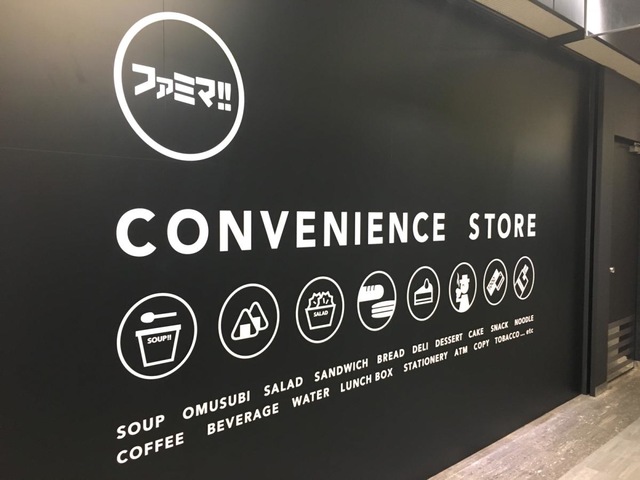 ファミマ!!
CONVENIENCE STORE
SOUP!!
SALAD
SOUP OMUSUBI SALAD SANDWICH BREAD DELI DESSERT CAKE SNACK NOODLE
COFFEE BEVERAGE WATER LUNCH BOX STATIONERY ATM COPY TOBACCO... etc